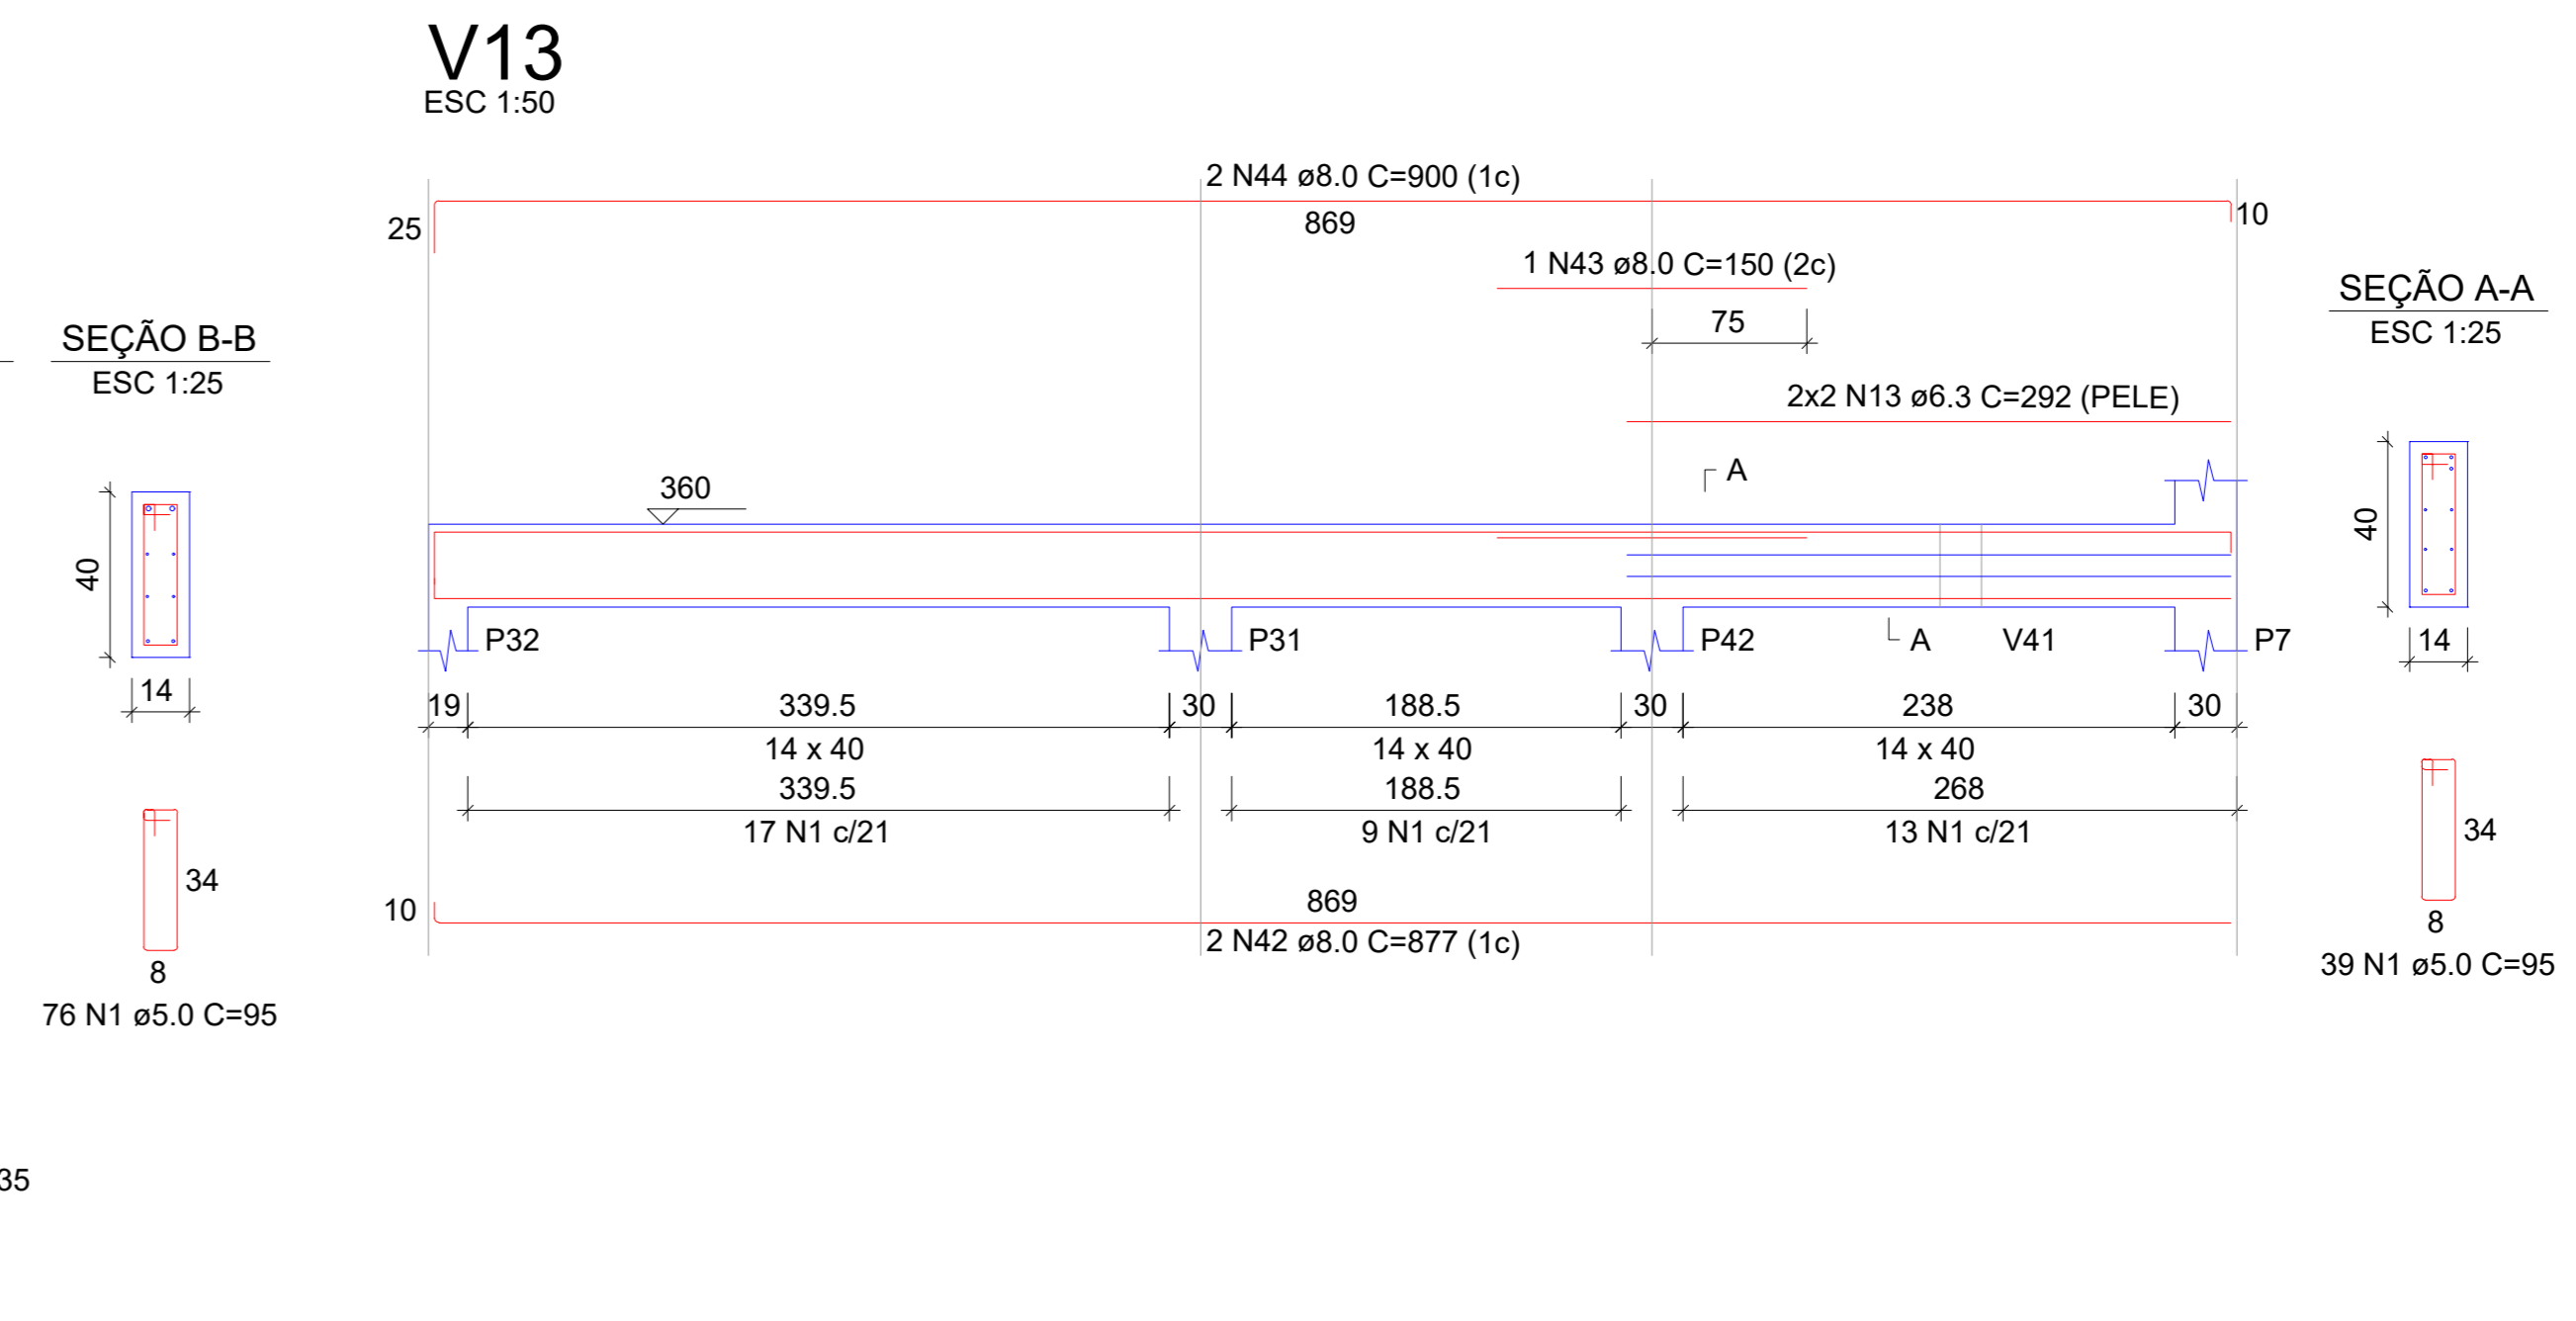 V13
ESC 1:50
2 N44 ø8.0 C=900 (1c)
25
869
10
1 N43 ø8.0 C=150 (2c)
75
2x2 N13 ø6.3 C=292 (PELE)
SEÇÃO B-B
ESC 1:25
40
14
34
8
76 N1 ø5.0 C=95
35
360
A
P32
P31
P42
A
V41
P7
19
339.5
30
188.5
30
238
30
14 x 40
14 x 40
14 x 40
339.5
188.5
268
17 N1 c/21
9 N1 c/21
13 N1 c/21
10
869
2 N42 ø8.0 C=877 (1c)
SEÇÃO A-A
ESC 1:25
40
14
34
8
39 N1 ø5.0 C=95